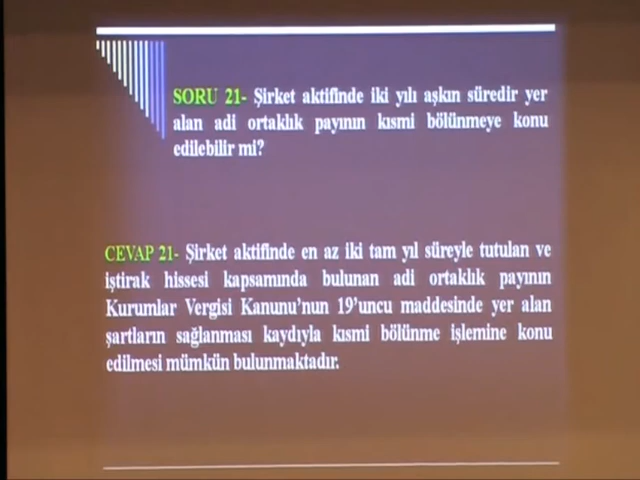 SORU 21- Şirket aktifinde iki yılı aşkın süredir yer
alan adi ortaklık payının kısmi bölünmeye konu
edilebilir mi?
CEVAP 21- Şirket aktifinde en az iki tam yıl süreyle tutulan ve
iştirak hissesi kapsamında bulunan adi ortaklık payının
Kurumlar Vergisi Kanunu'nun 19'uncu maddesinde yer alan
şartların sağlanması kaydıyla kısmi bölünme işlemine konu
edilmesi mümkün bulunmaktadır.